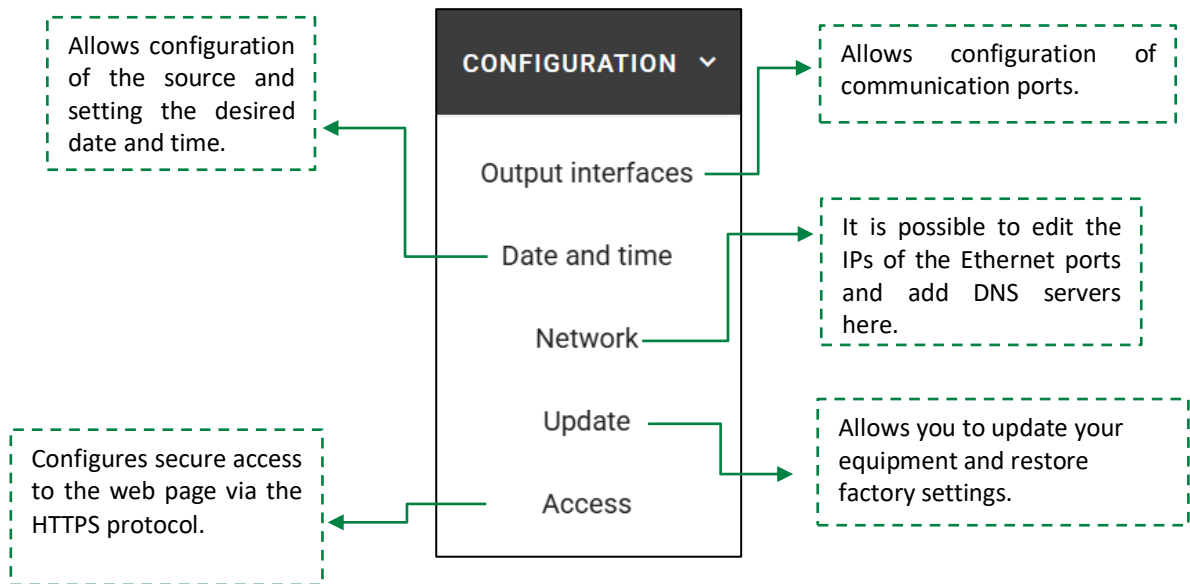 Allows configuration
of the source and
setting the desired
date and time.
CONFIGURATION
Allows configuration of
communication ports.
Output interfaces
Date and time
It is possible to edit the
IPs of the Ethernet ports
and add DNS servers
here.
Network
Update
Allows you to update your
equipment and restore
factory settings.
Configures secure access
to the web page via the
HTTPS protocol.
Access